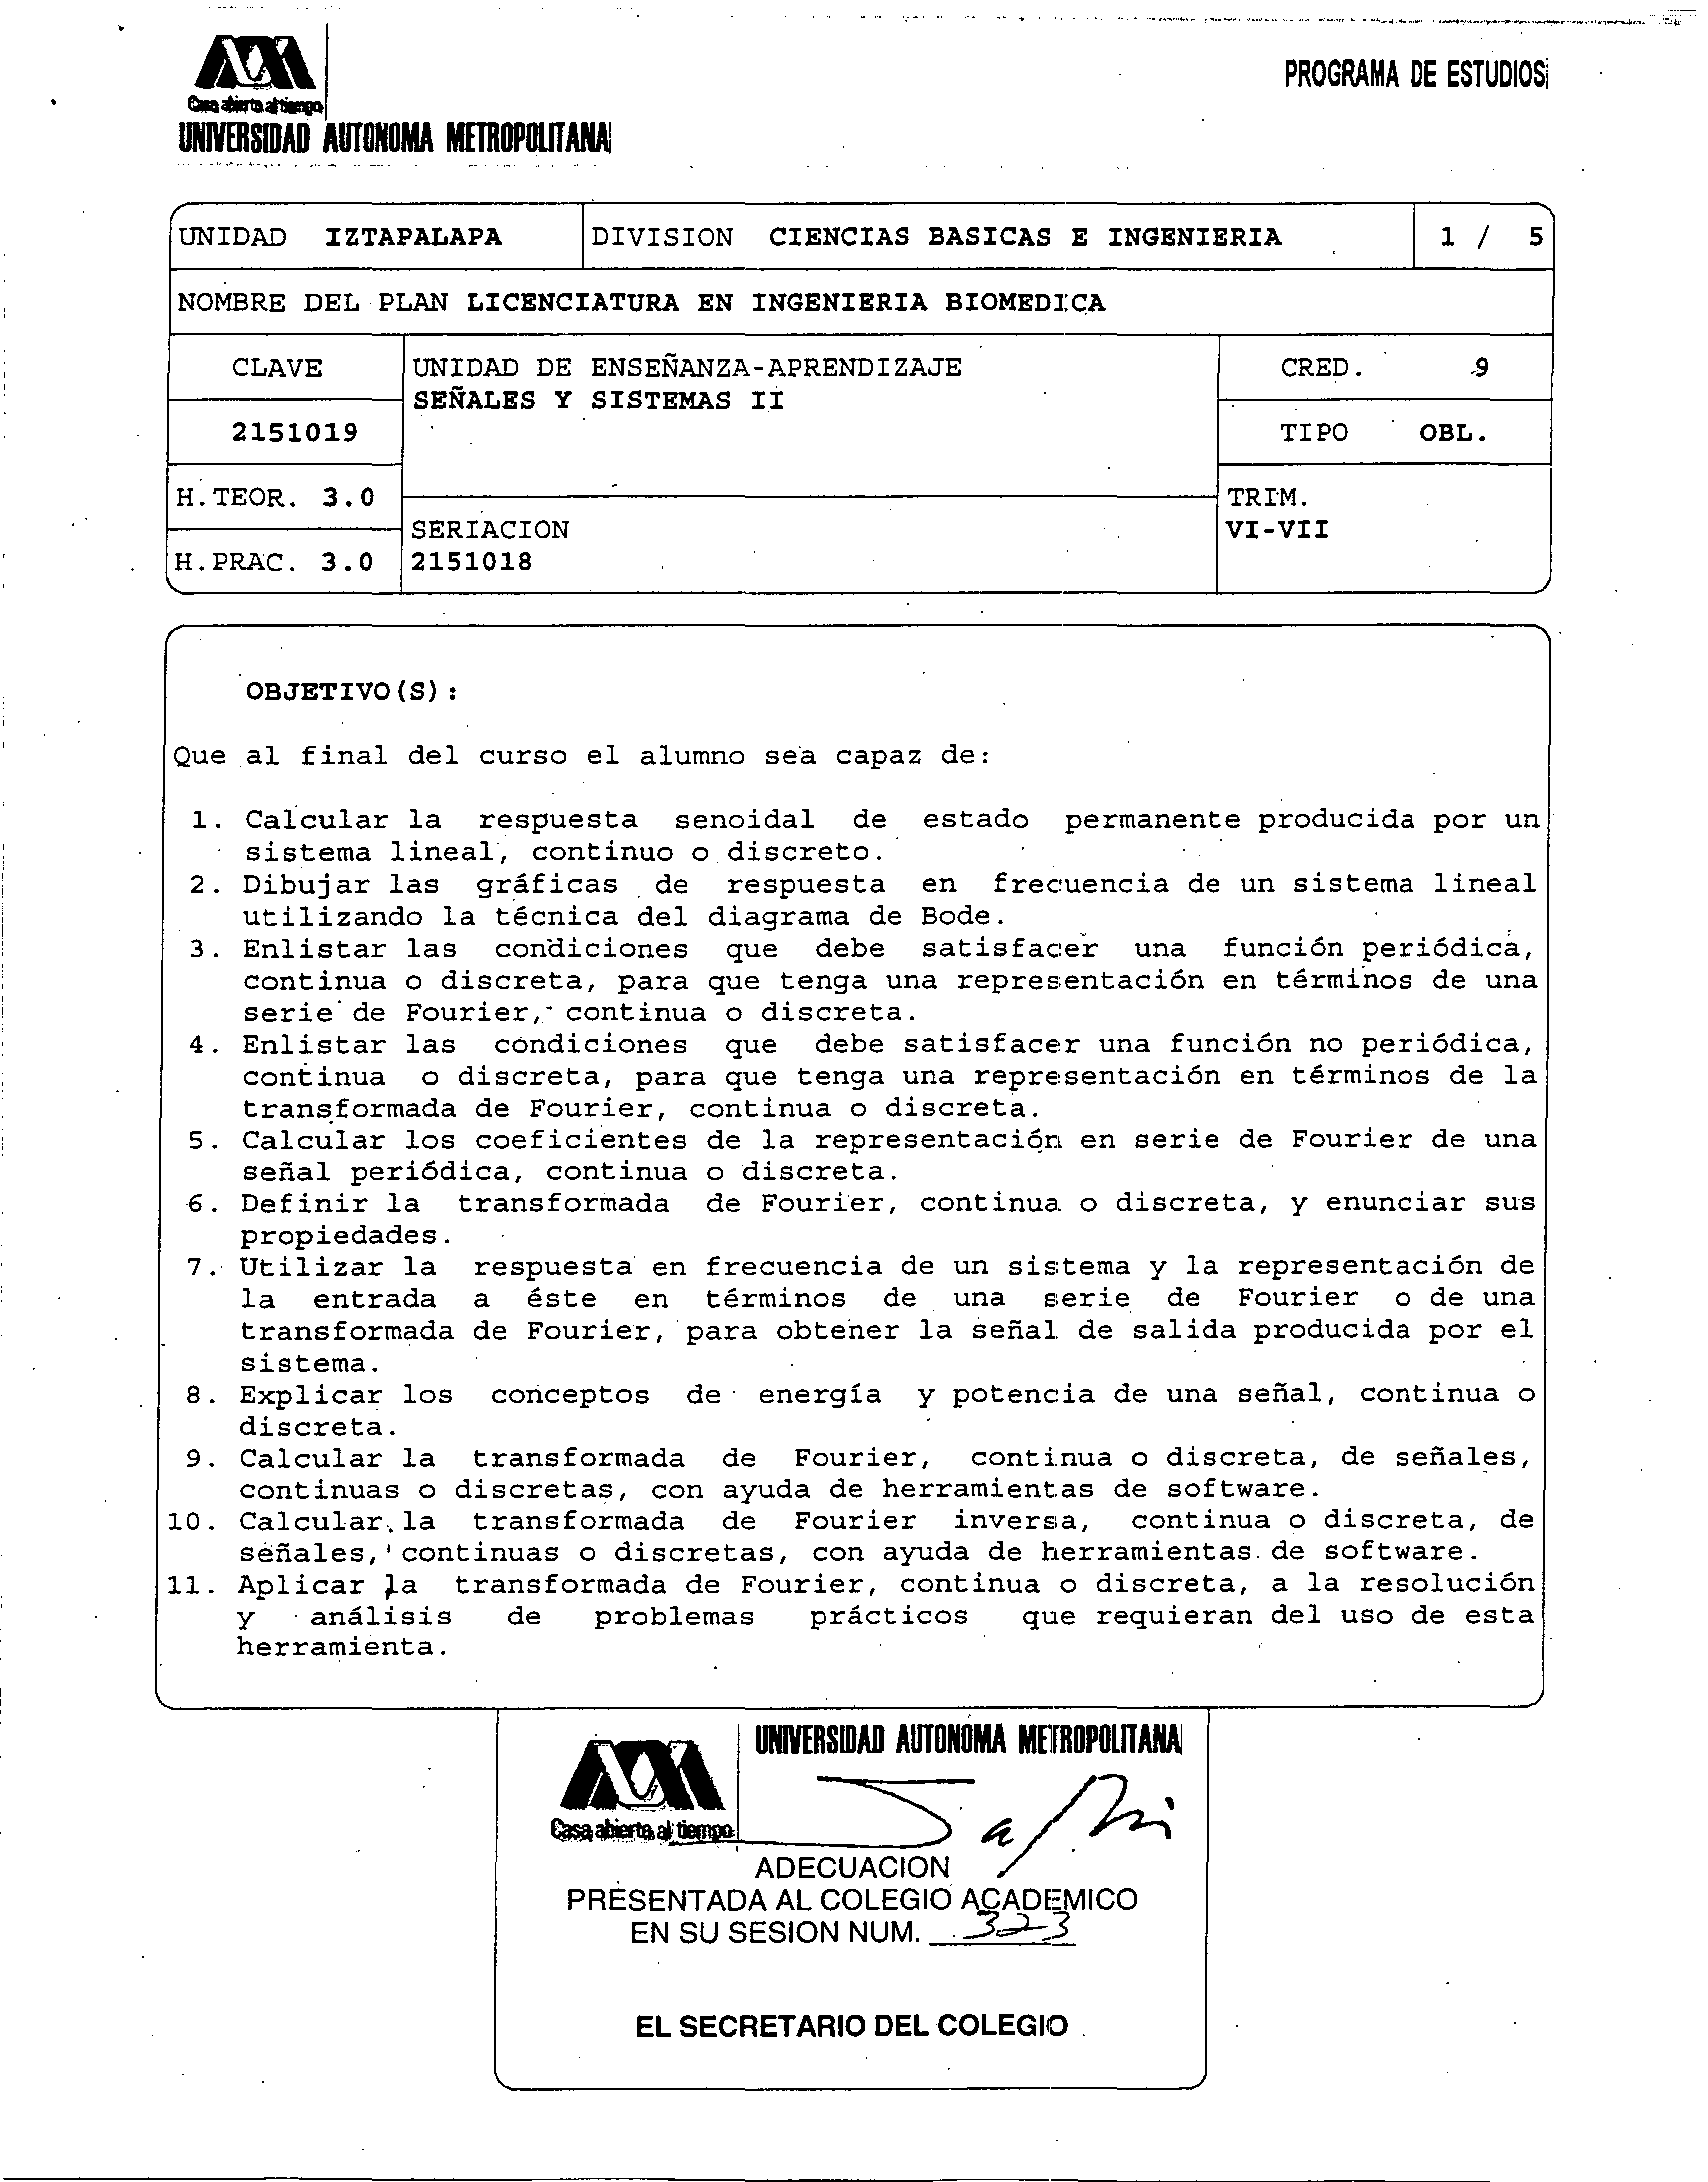 Casa abierta al tiempo
UNIVERSIDAD AUTONOMA METROPOLITANA
PROGRAMA DE ESTUDIOS
UNIDAD IZTAPALAPA
DIVISION CIENCIAS BASICAS E INGENIERIA
1 / 5
NOMBRE DEL PLAN LICENCIATURA EN INGENIERIA BIOMEDICA
CLAVE
2151019
UNIDAD DE ENSEÑANZA-APRENDIZAJE
SEÑALES Y SISTEMAS II
CRED. 9
TIPO OBL.
H.TEOR. 3.0
H.PRAC. 3.0
SERIACION
2151018
TRIM.
VI-VII
OBJETIVO(S):
Que al final del curso el alumno sea capaz de:
1. Calcular la respuesta senoidal de estado permanente producida por un
sistema lineal, continuo o discreto.
2. Dibujar las gráficas de respuesta en frecuencia de un sistema lineal
utilizando la técnica del diagrama de Bode.
3. Enlistar las condiciones que debe satisfacer una función periódica,
continua o discreta, para que tenga una representación en términos de una
serie de Fourier, continua o discreta.
4. Enlistar las condiciones que debe satisfacer una función no periódica,
continua o discreta, para que tenga una representación en términos de la
transformada de Fourier, continua o discreta.
5. Calcular los coeficientes de la representación en serie de Fourier de una
señal periódica, continua o discreta.
6. Definir la transformada de Fourier, continua o discreta, y enunciar sus
propiedades.
7. Utilizar la respuesta en frecuencia de un sistema y la representación de
la entrada a éste en términos de una serie de Fourier o de una
transformada de Fourier, para obtener la señal de salida producida por el
sistema.
8. Explicar los conceptos de energía y potencia de una señal, continua o
discreta.
9. Calcular la transformada de Fourier, continua o discreta, de señales,
continuas o discretas, con ayuda de herramientas de software.
10. Calcular la transformada de Fourier inversa, continua o discreta, de
señales, continuas o discretas, con ayuda de herramientas de software.
11. Aplicar la transformada de Fourier, continua o discreta, a la resolución
y análisis de problemas prácticos que requieran del uso de esta
herramienta.
UNIVERSIDAD AUTONOMA METROPOLITANA
Casa abierta al tiempo
ADECUACION
PRESENTADA AL COLEGIO ACADEMICO
EN SU SESION NUM. 323
EL SECRETARIO DEL COLEGIO